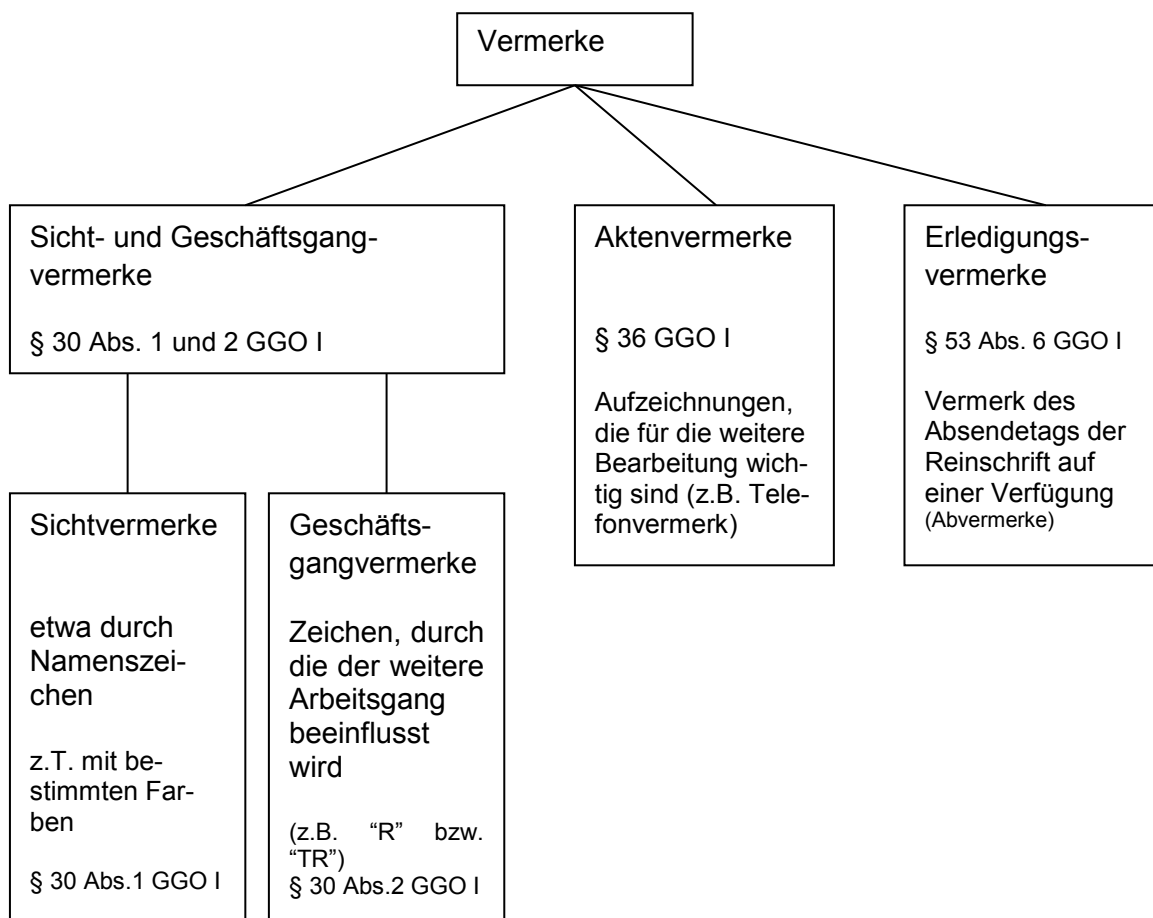 Vermerke
Sicht- und Geschäftsgang-
vermerke
§ 30 Abs. 1 und 2 GGO I
Aktenvermerke
§ 36 GGO I
Aufzeichnungen,
die für die weitere
Bearbeitung wich-
tig sind (z.B. Tele-
fonvermerk)
Erledigungs-
vermerke
§ 53 Abs. 6 GGO I
Vermerk des
Absendetags der
Reinschrift auf
einer Verfügung
(Abvermerke)
Sichtvermerke
etwa durch
Namenszei-
chen
z.T. mit be-
stimmten Far-
ben
§ 30 Abs.1 GGO I
Geschäfts-
gangvermerke
Zeichen, durch
die der weitere
Arbeitsgang
beeinflusst
wird
(z.B. “R” bzw.
“TR”)
§ 30 Abs.2 GGO I